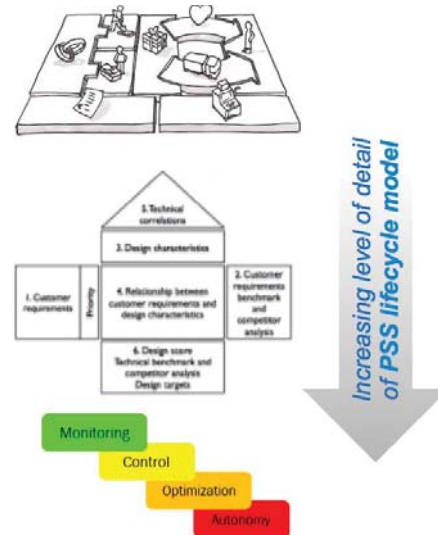 5. Technical
correlations
3. Design characteristics
1. Customer
requirements
Priority
4. Relationship between
customer requirements and
design characteristics
2. Customer
requirements
benchmark
and
competitor
analysis
6. Design score
Technical benchmark and
competitor analysis
Design targets
Increasing level of detail
of PSS lifecycle model
Monitoring
Control
Optimization
Autonomy